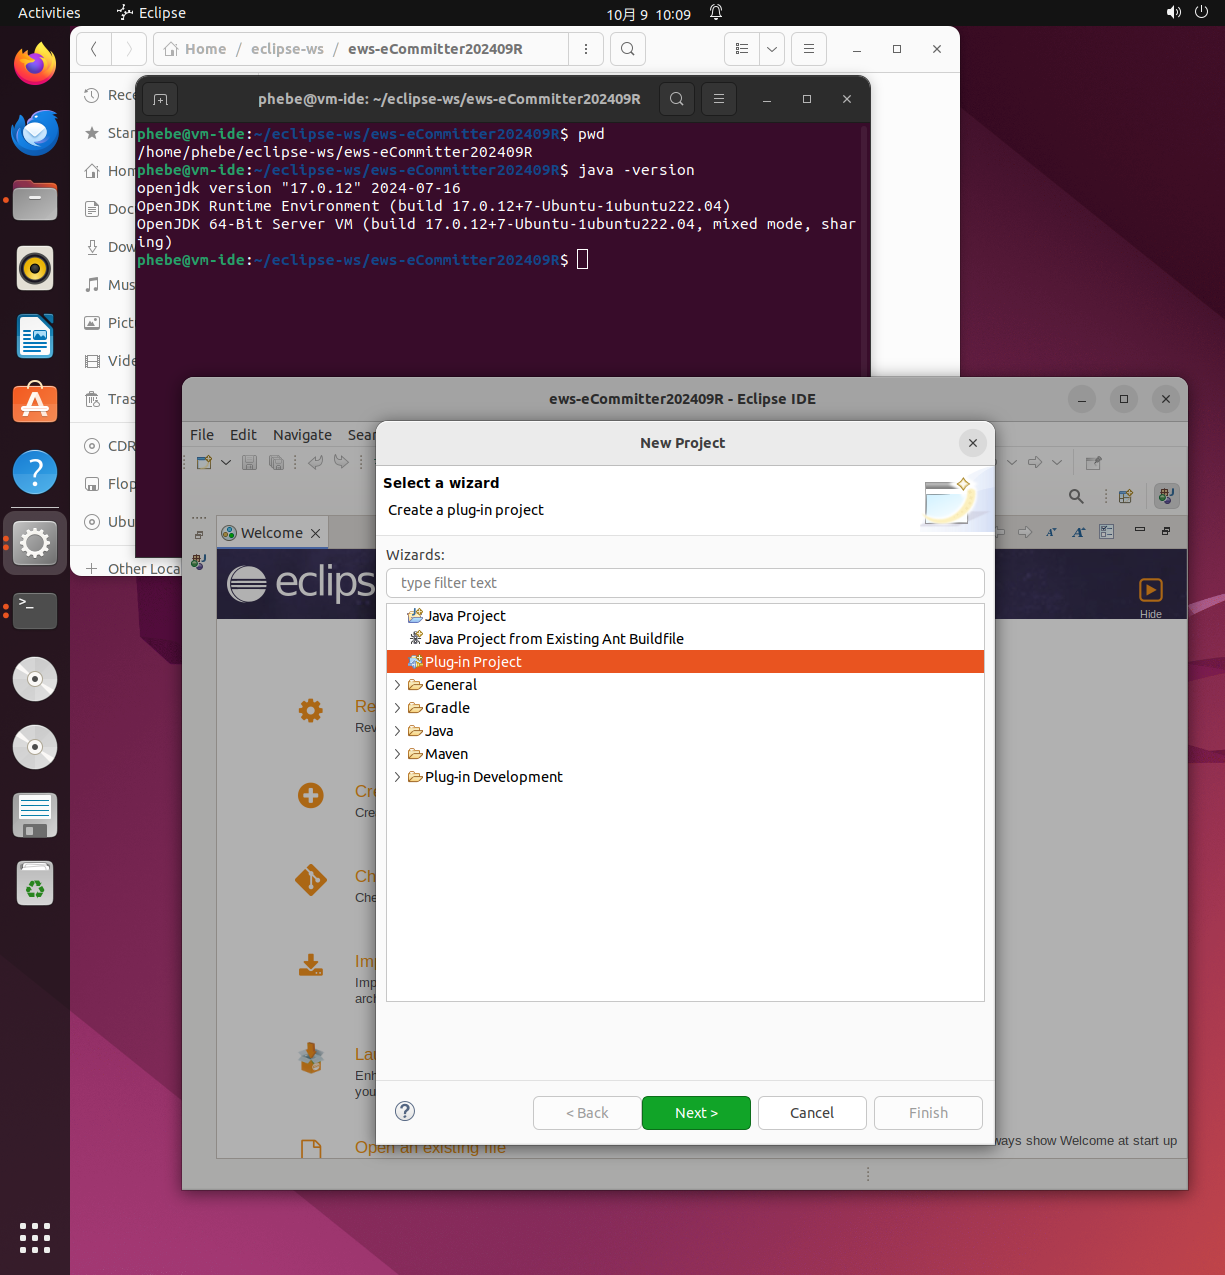 Activities
Eclipse
10月 9 10:09
Home / eclipse-ws / ews-eCommitter202409R
Rece
Star
Hom
Doc
Dow
Mus
Pict
Vide
Tras
CDR
Flop
Ubu
Other Loca
phebe@vm-ide: ~/eclipse-ws/ews-eCommitter202409R
phebe@vm-ide:~/eclipse-ws/ews-eCommitter202409R$ pwd
/home/phebe/eclipse-ws/ews-eCommitter202409R
phebe@vm-ide:~/eclipse-ws/ews-eCommitter202409R$ java -version
openjdk version "17.0.12" 2024-07-16
OpenJDK Runtime Environment (build 17.0.12+7-Ubuntu-1ubuntu222.04)
OpenJDK 64-Bit Server VM (build 17.0.12+7-Ubuntu-1ubuntu222.04, mixed mode, shar
ing)
phebe@vm-ide:~/eclipse-ws/ews-eCommitter202409R$
ews-eCommitter202409R - Eclipse IDE
File Edit Navigate Sear
Welcome
eclips
Hide
Re
Rev
Cre
Cre
Ch
Che
Imp
Imp
arch
Lau
Enh
you
Open an existing file
ways show Welcome at start up
New Project
Select a wizard
Create a plug-in project
Wizards:
type filter text
Java Project
Java Project from Existing Ant Buildfile
Plug-in Project
General
Gradle
Java
Maven
Plug-in Development
< Back
Next >
Cancel
Finish